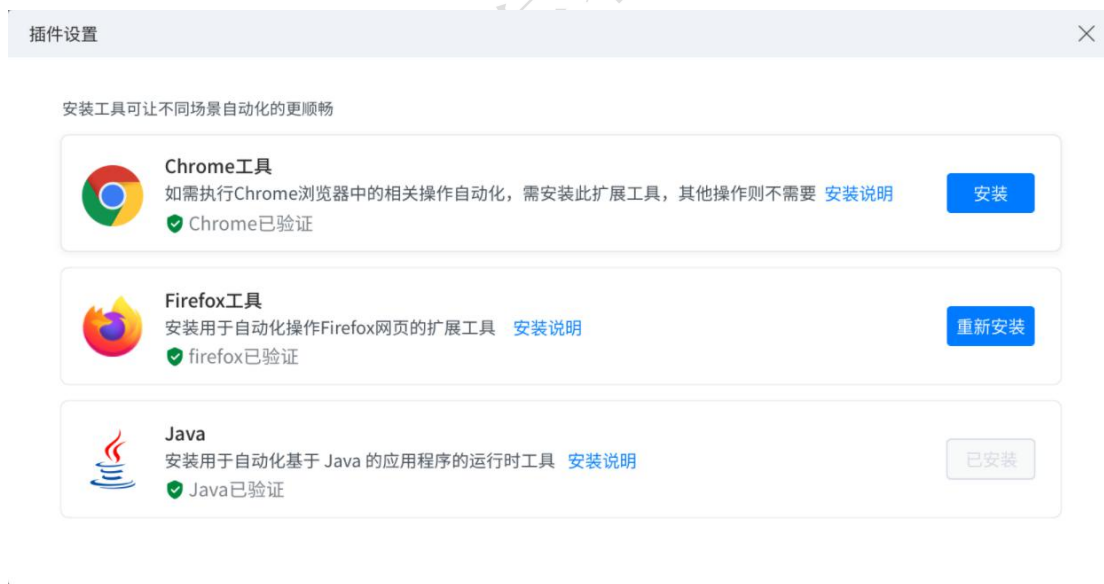 插件设置
安装工具可让不同场景自动化的更顺畅
Chrome工具
如需执行Chrome浏览器中的相关操作自动化，需安装此扩展工具，其他操作则不需要 安装说明
安装
Chrome已验证
Firefox工具
安装用于自动化操作Firefox网页的扩展工具 安装说明
重新安装
firefox已验证
Java
安装用于自动化基于 Java 的应用程序的运行时工具 安装说明
已安装
Java已验证